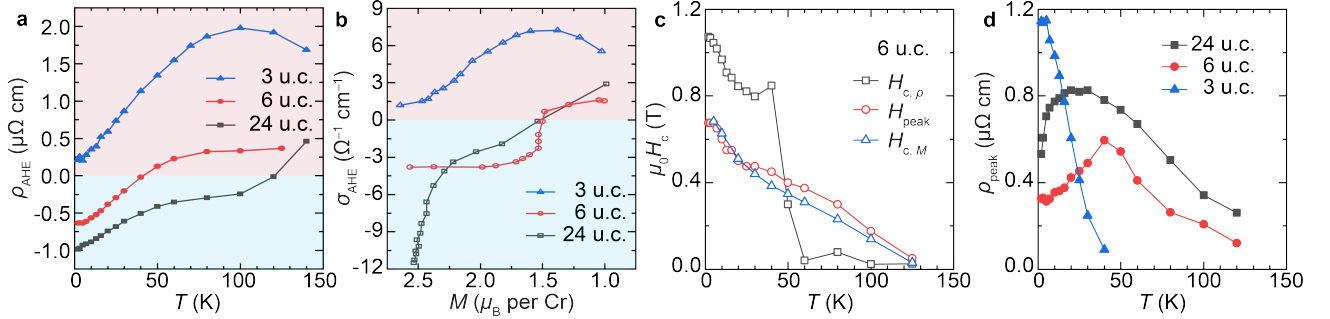 a
ρAHE (μΩ cm)
2.0
1.5
1.0
0.5
0.0
-0.5
-1.0
3 u.c.
6 u.c.
24 u.c.
0
50
100
150
T (K)
b
σAHE (Ω⁻¹ cm⁻¹)
9
6
3
0
-3
-6
-9
-12
3 u.c.
6 u.c.
24 u.c.
2.5
2.0
1.5
1.0
M (μB per Cr)
c
μ0Hc (T)
1.2
0.8
0.4
0.0
6 u.c.
Hc, ρ
Hpeak
Hc, M
0
50
100
150
T (K)
d
ρpeak (μΩ cm)
1.2
0.8
0.4
0.0
24 u.c.
6 u.c.
3 u.c.
0
50
100
150
T (K)